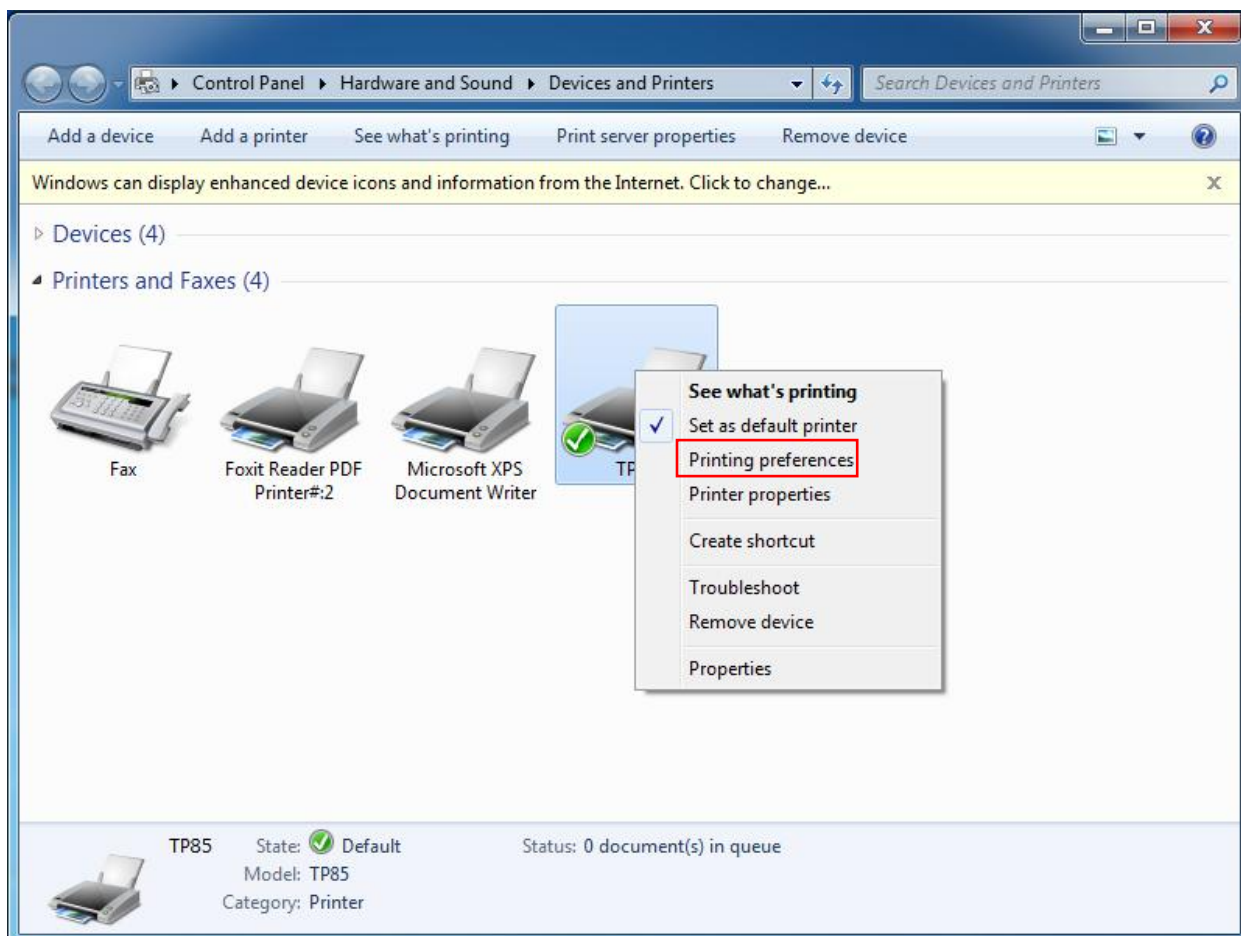 Control Panel Hardware and Sound Devices and Printers Search Devices and Printers
Add a device Add a printer See what's printing Print server properties Remove device
Windows can display enhanced device icons and information from the Internet. Click to change...
Devices (4)
Printers and Faxes (4)
Fax
Foxit Reader PDF
Printer#:2
Microsoft XPS
Document Writer
TP
See what's printing
Set as default printer
Printing preferences
Printer properties
Create shortcut
Troubleshoot
Remove device
Properties
TP85 State: Default Status: 0 document(s) in queue
Model: TP85
Category: Printer